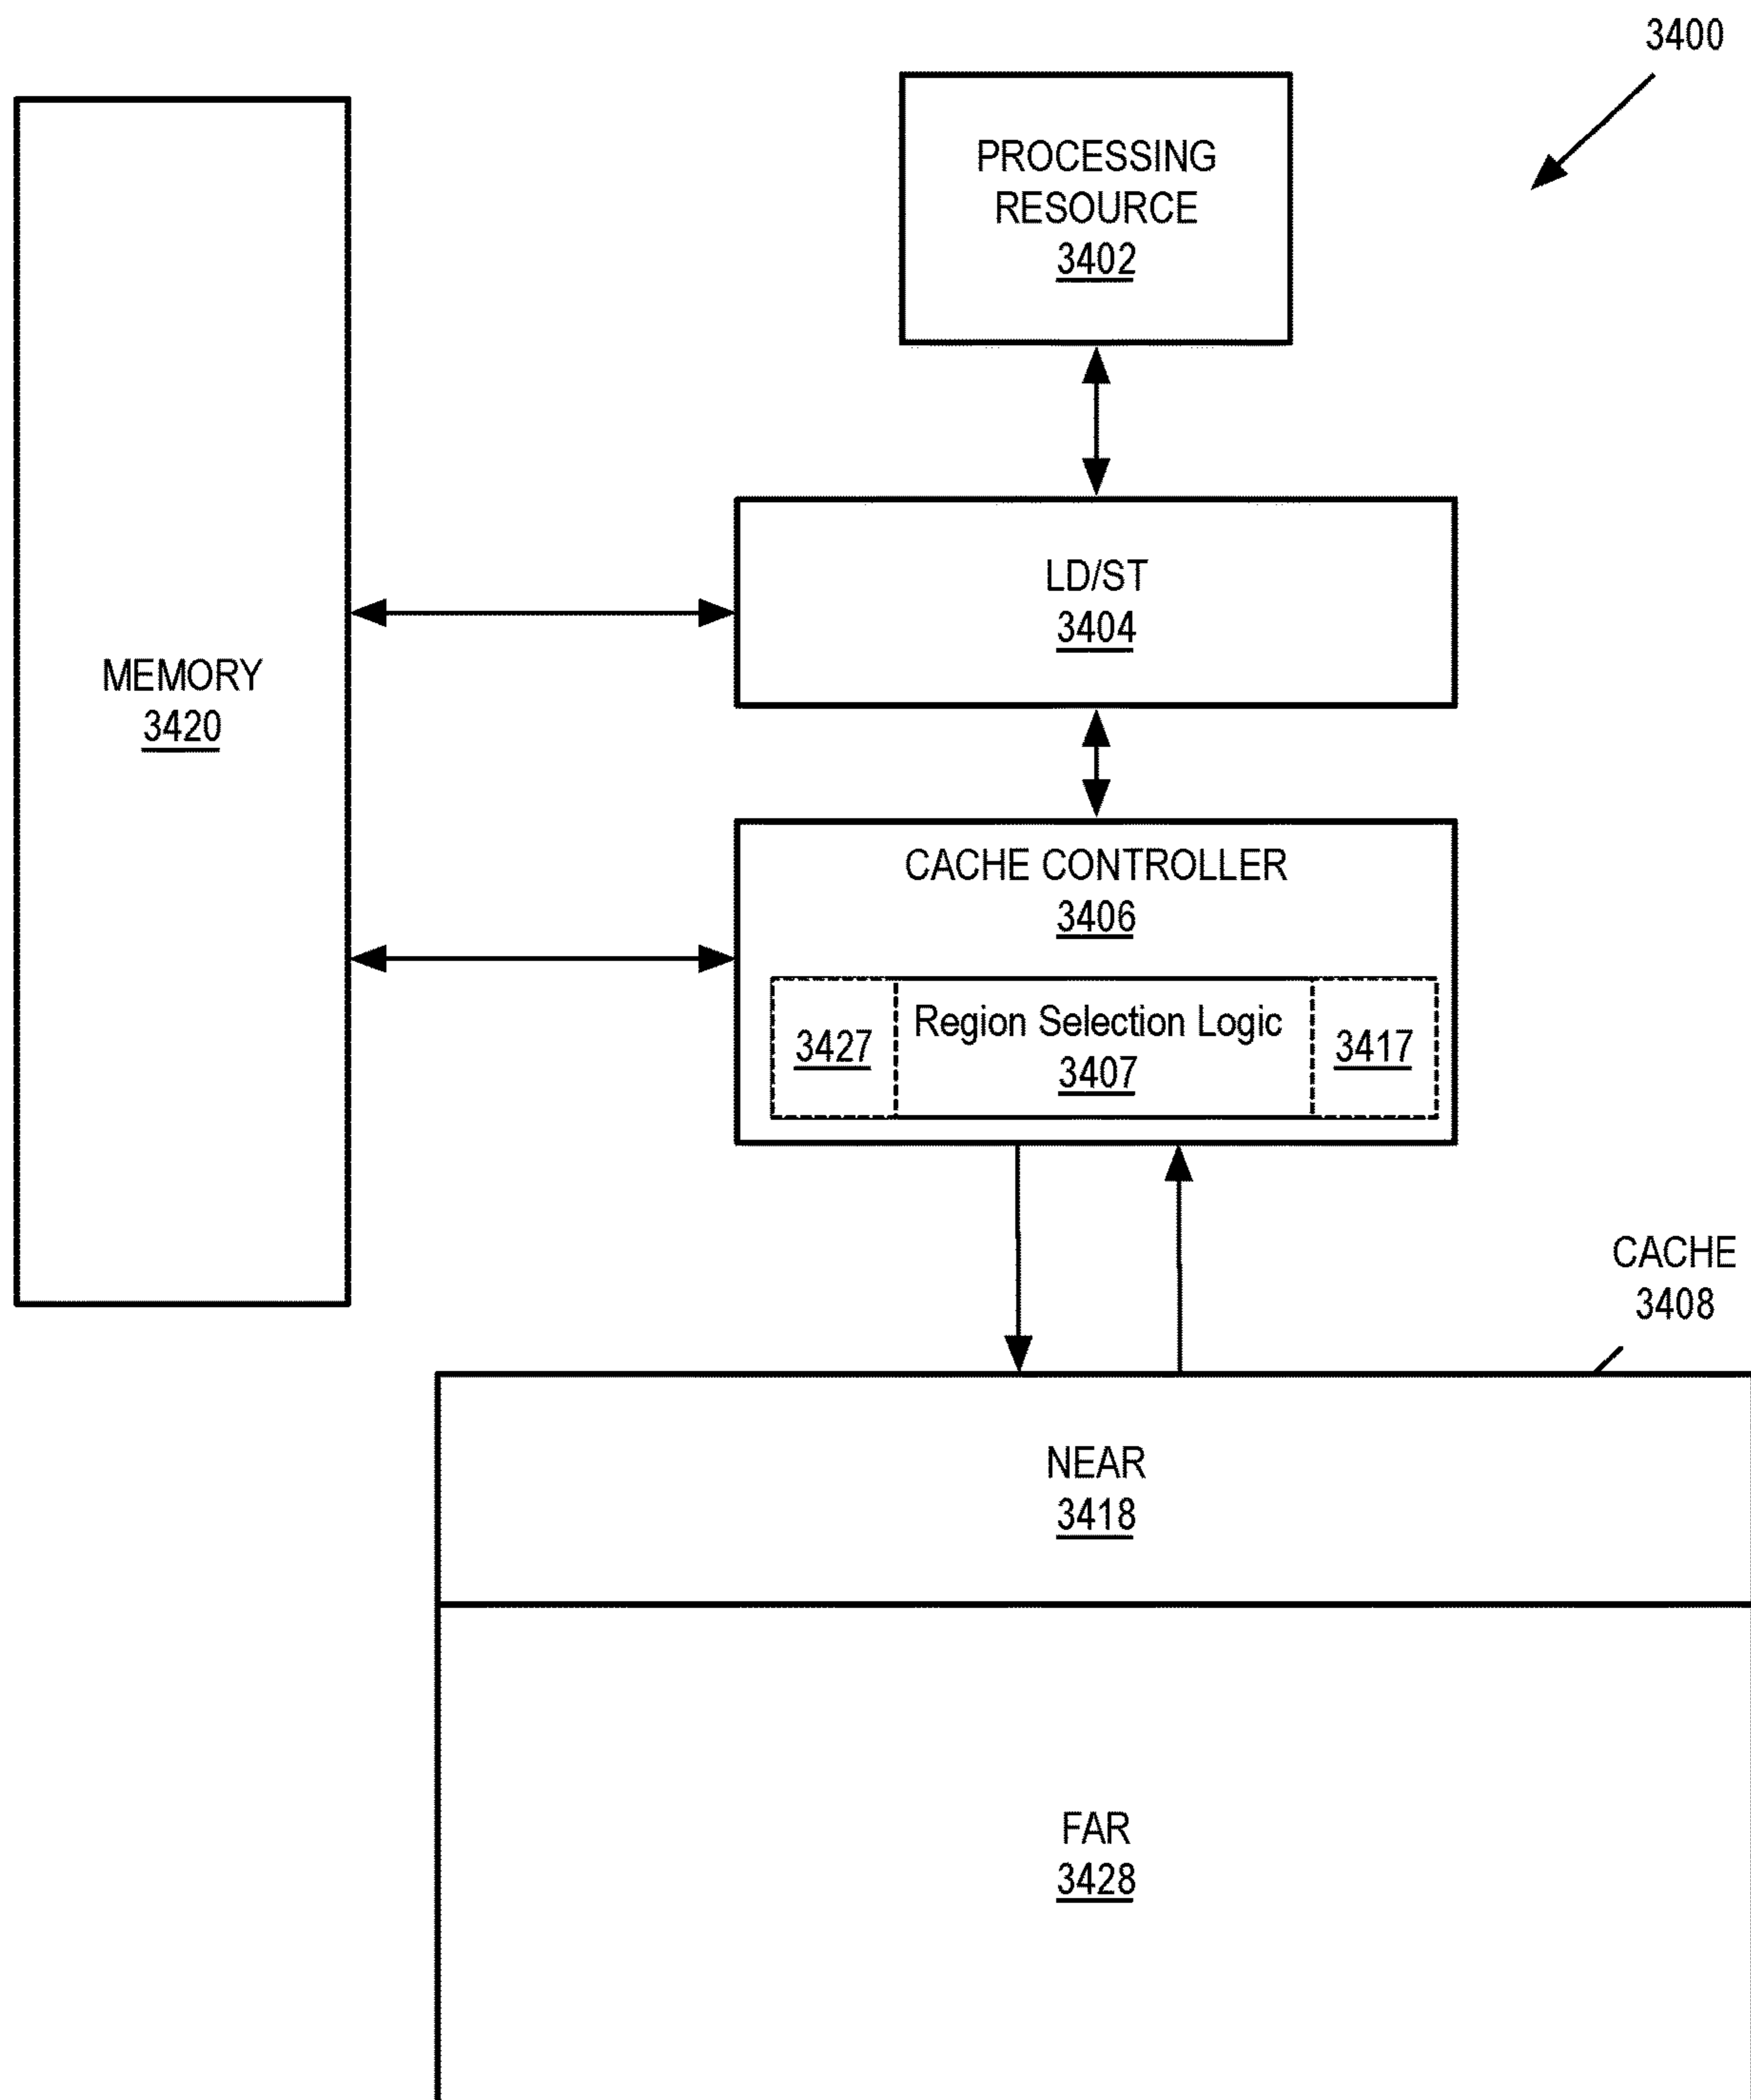 3400
PROCESSING
RESOURCE
3402
LD/ST
3404
MEMORY
3420
CACHE CONTROLLER
3406
3427
Region Selection Logic
3407
3417
CACHE
3408
NEAR
3418
FAR
3428